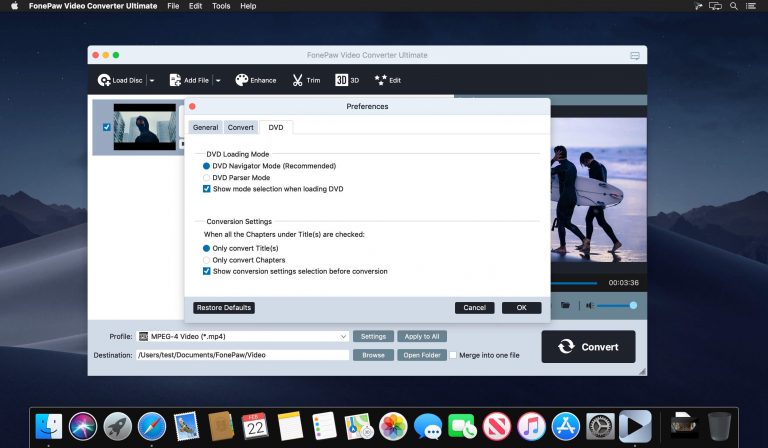 FonePaw Video Converter Ultimate File Edit Tools Help
FonePaw Video Converter Ultimate
Load Disc Add File Enhance Trim 3D 3D Edit
Preferences
General Convert DVD
DVD Loading Mode
DVD Navigator Mode (Recommended)
DVD Parser Mode
Show mode selection when loading DVD
Conversion Settings
When all the Chapters under Title(s) are checked:
Only convert Title(s)
Only convert Chapters
Show conversion settings selection before conversion
00:03:36
Restore Defaults Cancel OK
Profile: MPEG-4 Video (*.mp4) Settings Apply to All
Destination: /Users/test/Documents/FonePaw/Video Browse Open Folder Merge into one file
Convert
FEB
22